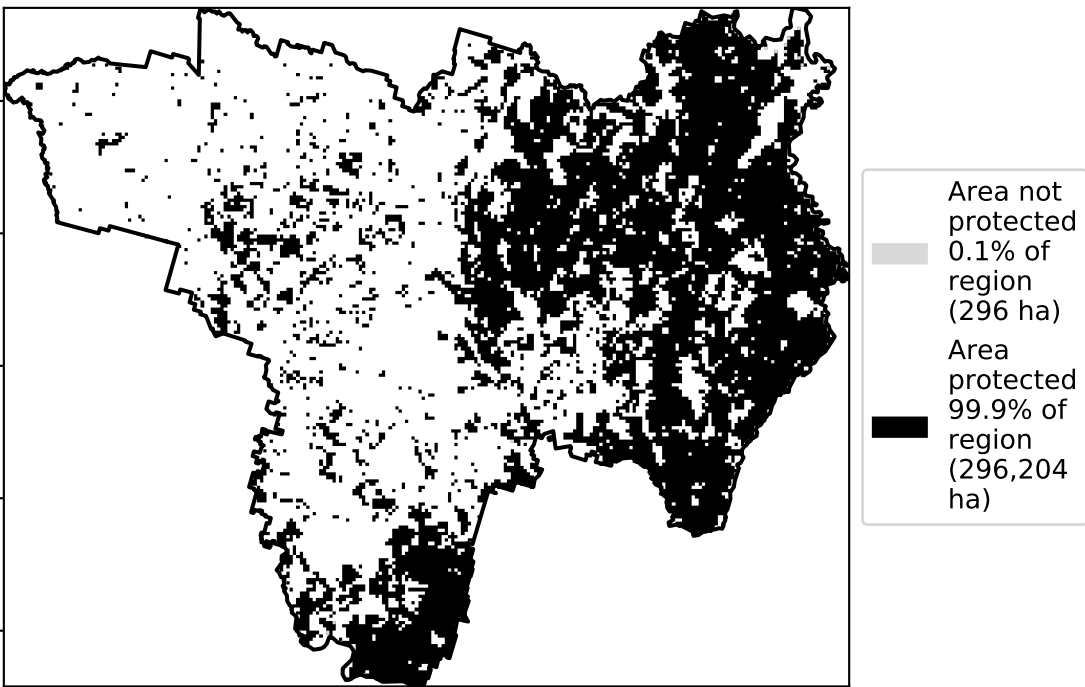 Area not
protected
0.1% of
region
(296 ha)
Area
protected
99.9% of
region
(296,204
ha)